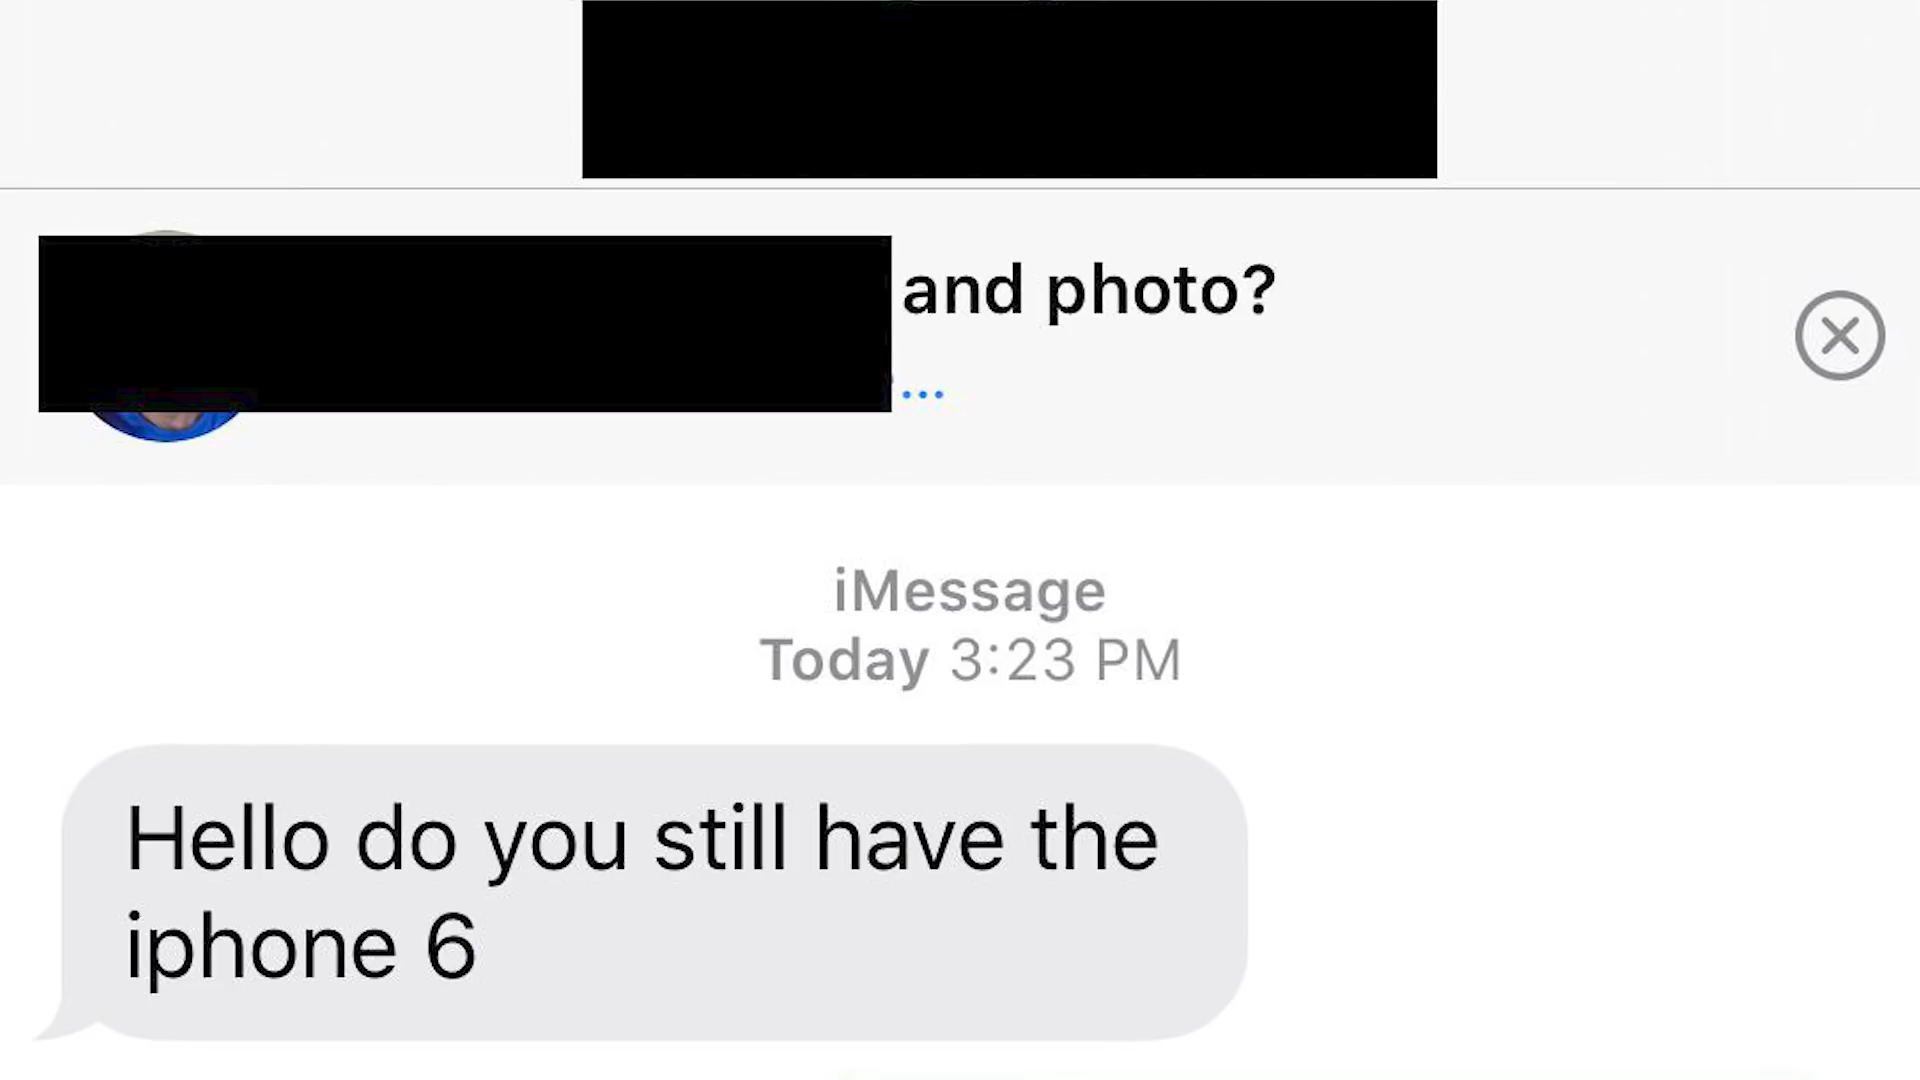 and photo?
...
iMessage
Today 3:23 PM
Hello do you still have the
iphone 6